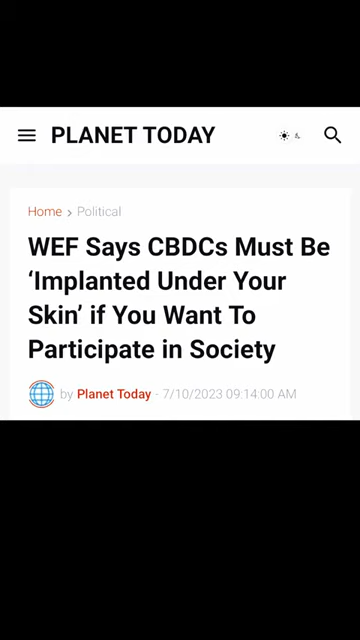 PLANET TODAY
Home > Political
WEF Says CBDCs Must Be
‘Implanted Under Your
Skin’ if You Want To
Participate in Society
by Planet Today - 7/10/2023 09:14:00 AM